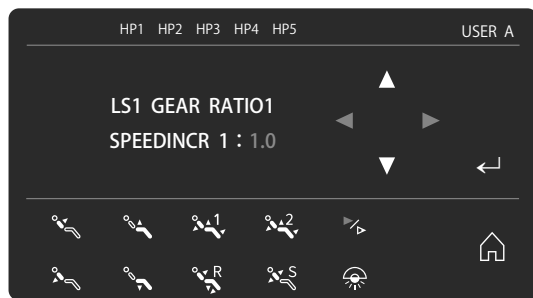 HP1 HP2 HP3 HP4 HP5 USER A
LS1 GEAR RATIO1
SPEEDINCR 1 : 1.0
1 2
R S